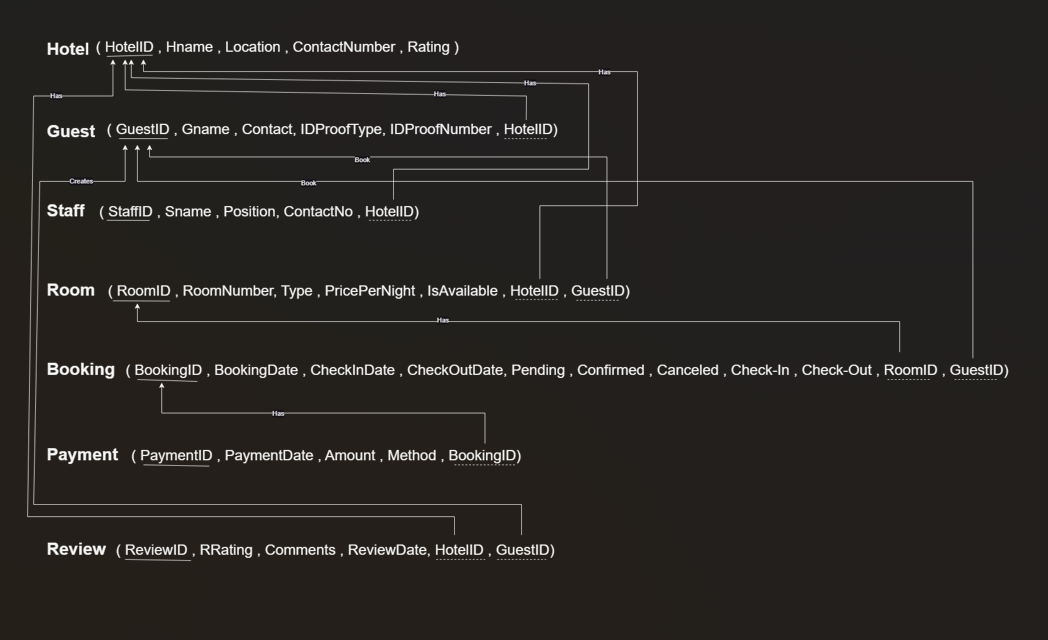 Hotel ( HotelID , Hname , Location , ContactNumber , Rating )
Has
Has
Has
Has
Guest ( GuestID , Gname , Contact, IDProofType, IDProofNumber , HotelID)
Book
Creates
Book
Staff ( StaffID , Sname , Position, ContactNo , HotelID)
Room ( RoomID , RoomNumber, Type , PricePerNight , IsAvailable , HotelID , GuestID)
Has
Booking ( BookingID , BookingDate , CheckInDate , CheckOutDate, Pending , Confirmed , Canceled , Check-In , Check-Out , RoomID , GuestID)
Has
Payment ( PaymentID , PaymentDate , Amount , Method , BookingID)
Review ( ReviewID , RRating , Comments , ReviewDate, HotelID , GuestID)